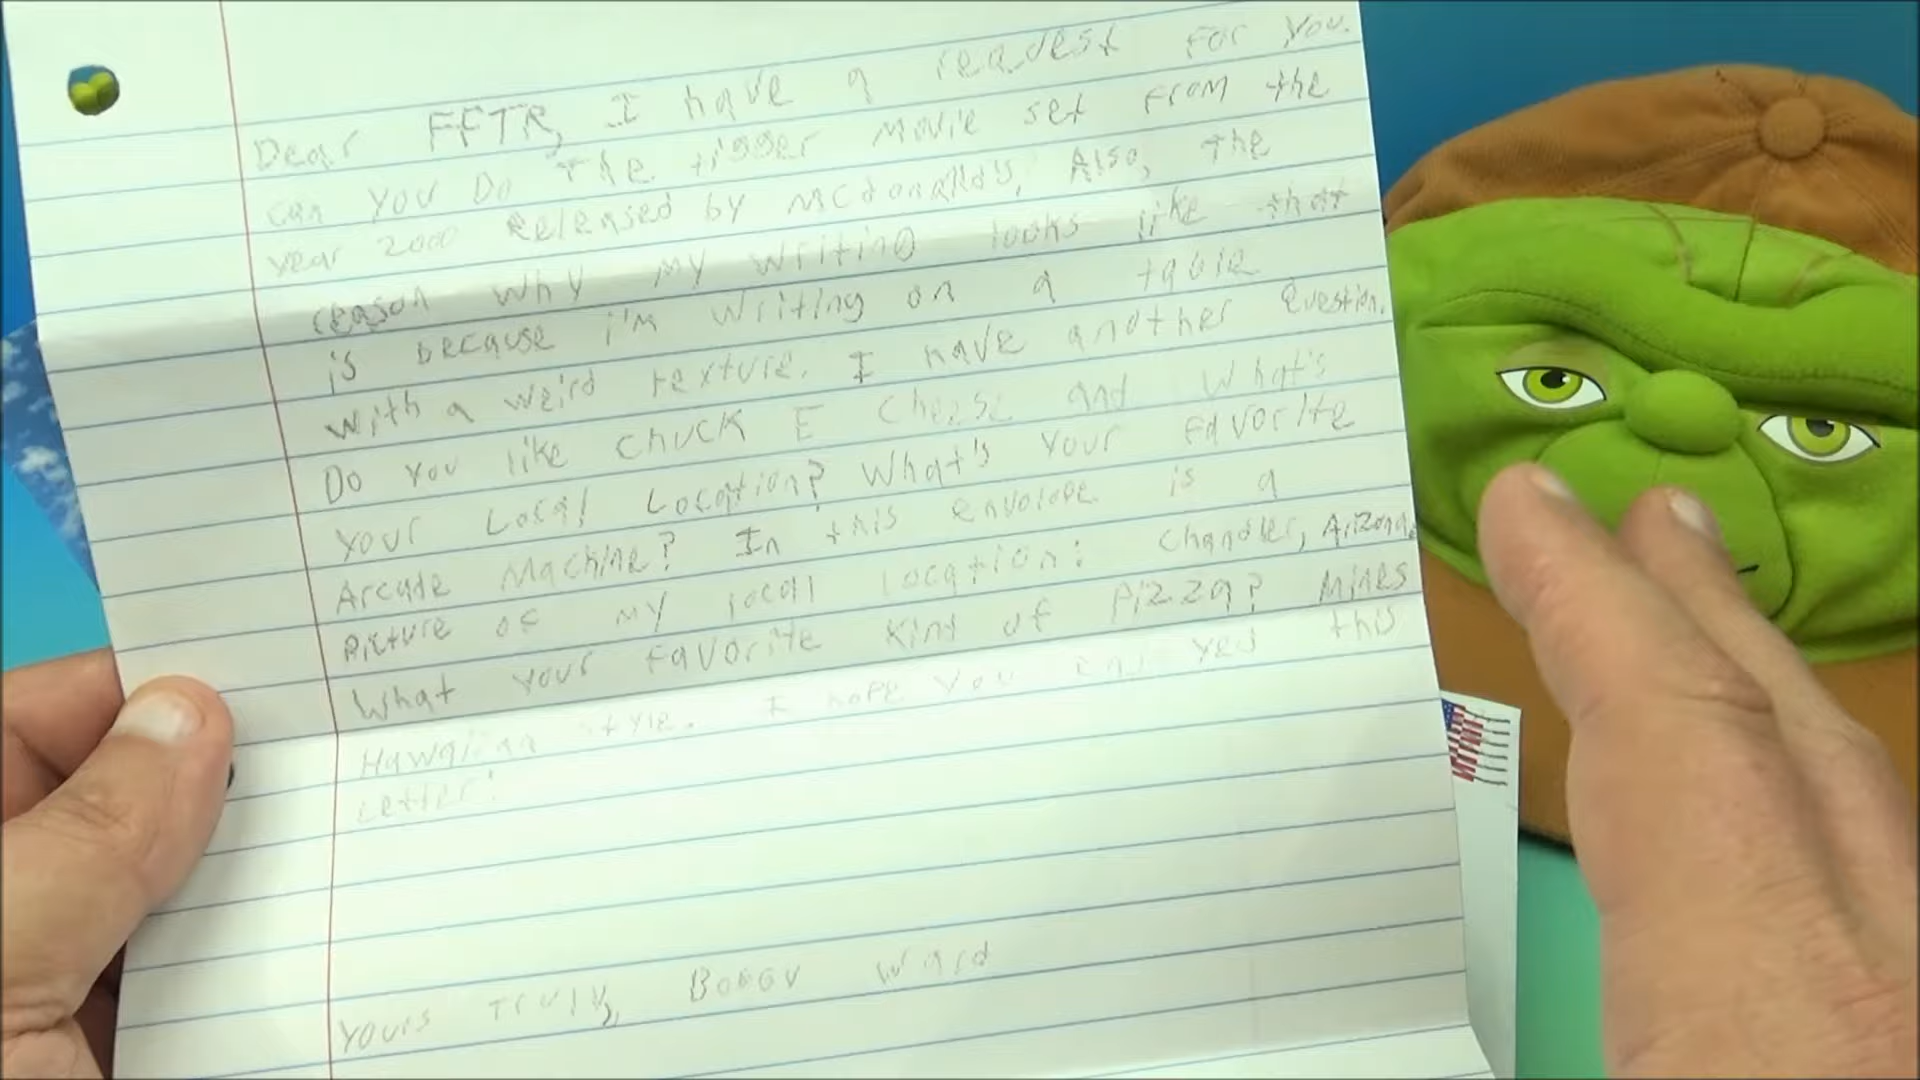 Dear FFTR, I have a request for you.
can you Do The tigger movie set from the
year 2000 Released by McDonald's, Also, The
reason why my writing looks like that
is because i'm writing on a table
with a weird texture. I have another Question.
Do you like Chuck E Cheese and What's
your Local Location? What's your favorite
Arcade Machine? In this envolope is a
Picture of my local Location: Chandler, Arizona.
What your favorite kind of Pizza? Mines
Hawaiian style. I hope you enjoyed this
Letter!
Yours Truly, Ward